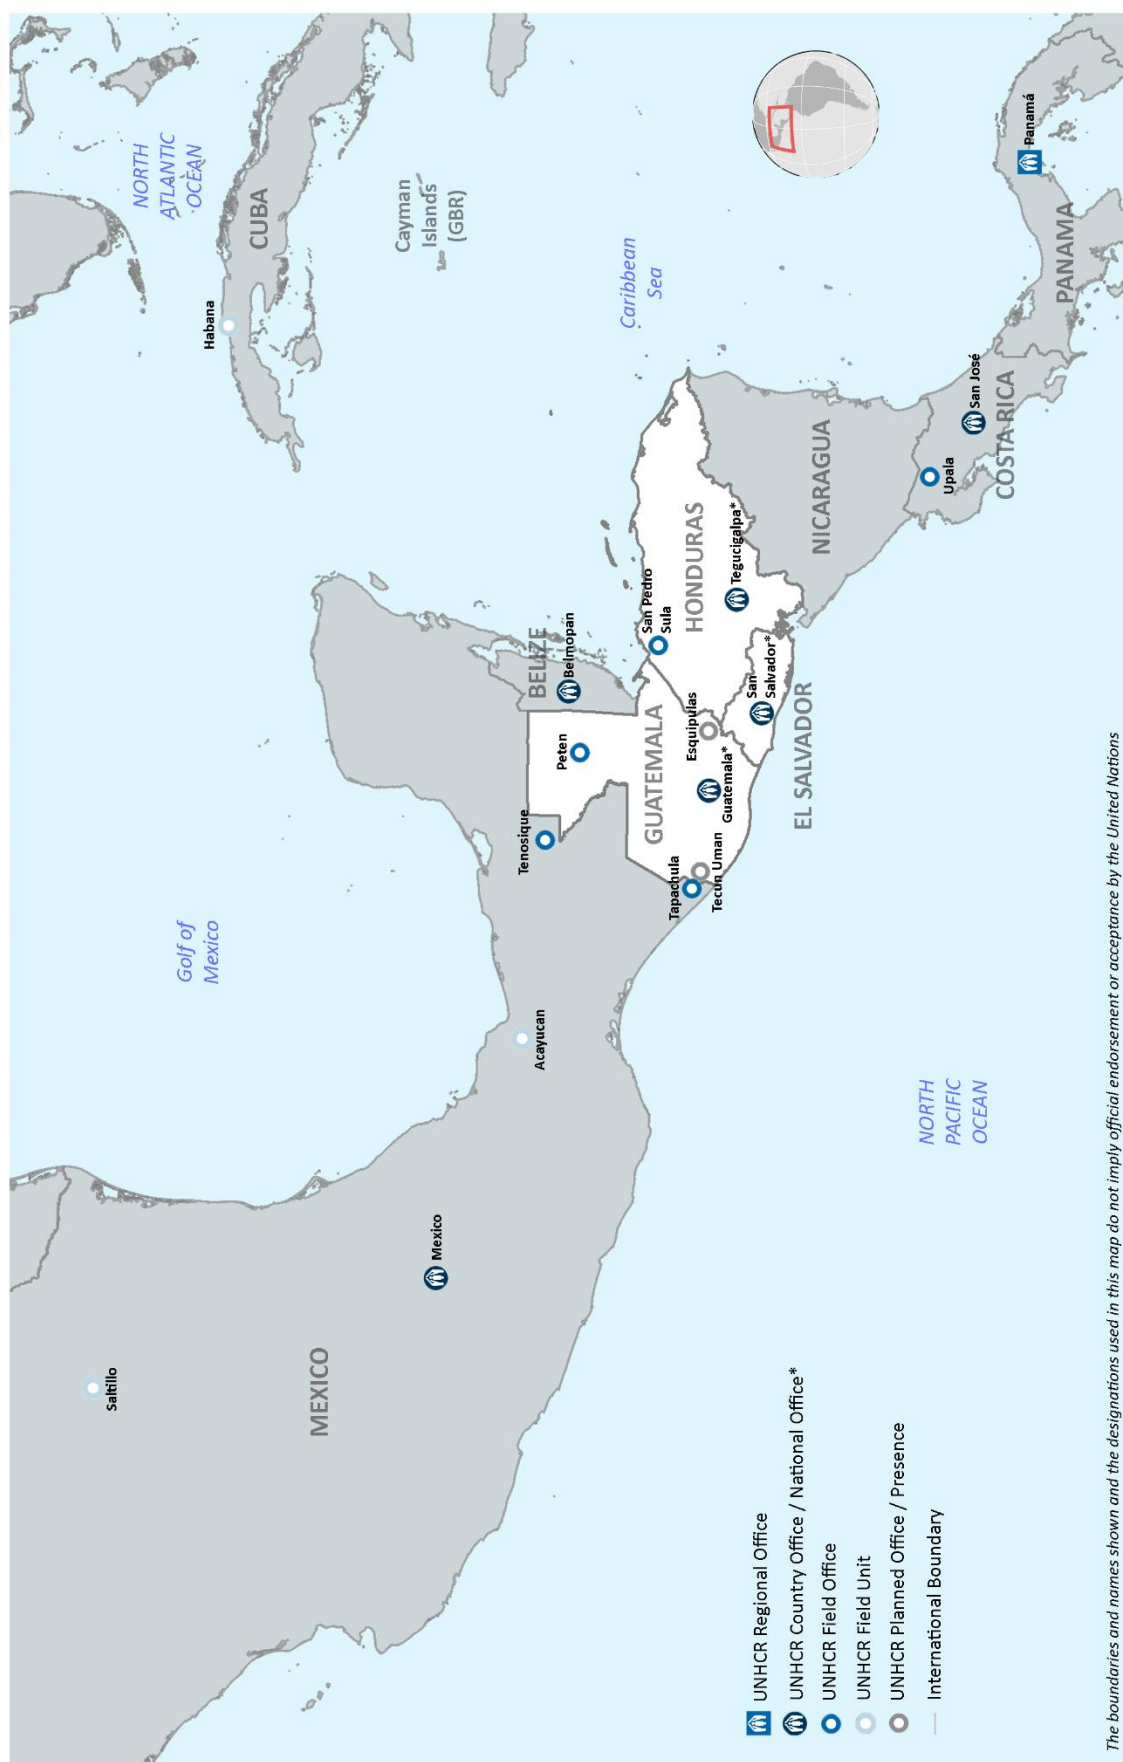 NORTH
ATLANTIC
OCEAN
CUBA
Habana
Cayman
Islands
(GBR)
Caribbean
Sea
Golf of
Mexico
Saltillo
MEXICO
Mexico
Acayucan
Tenosique
Peten
BELIZE
Belmopan
GUATEMALA
Tapachula
Tecun Uman
Guatemala*
Esquipulas
San Pedro
Sula
HONDURAS
Tegucigalpa*
San
Salvador*
EL SALVADOR
NICARAGUA
Upala
San José
COSTA RICA
PANAMA
Panamá
NORTH
PACIFIC
OCEAN
UNHCR Regional Office
UNHCR Country Office / National Office*
UNHCR Field Office
UNHCR Field Unit
UNHCR Planned Office / Presence
International Boundary
The boundaries and names shown and the designations used in this map do not imply official endorsement or acceptance by the United Nations